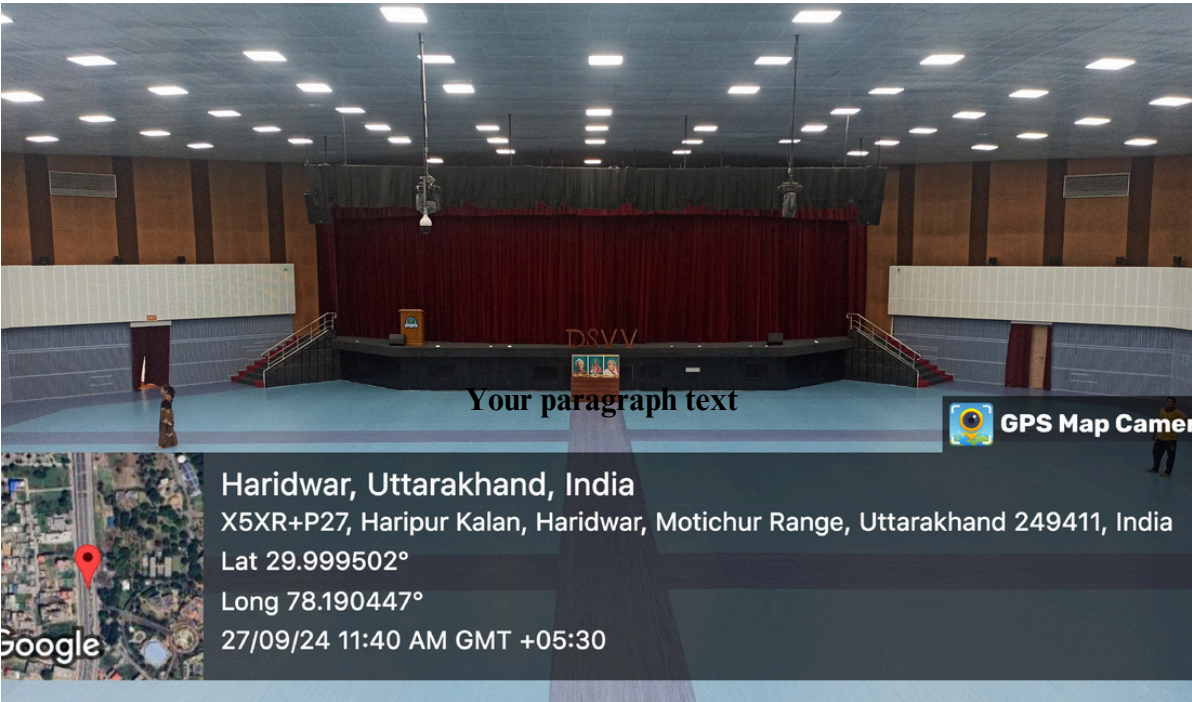 DSVV
Your paragraph text
GPS Map Camer
Haridwar, Uttarakhand, India
X5XR+P27, Haripur Kalan, Haridwar, Motichur Range, Uttarakhand 249411, India
Lat 29.999502°
Long 78.190447°
27/09/24 11:40 AM GMT +05:30
Google